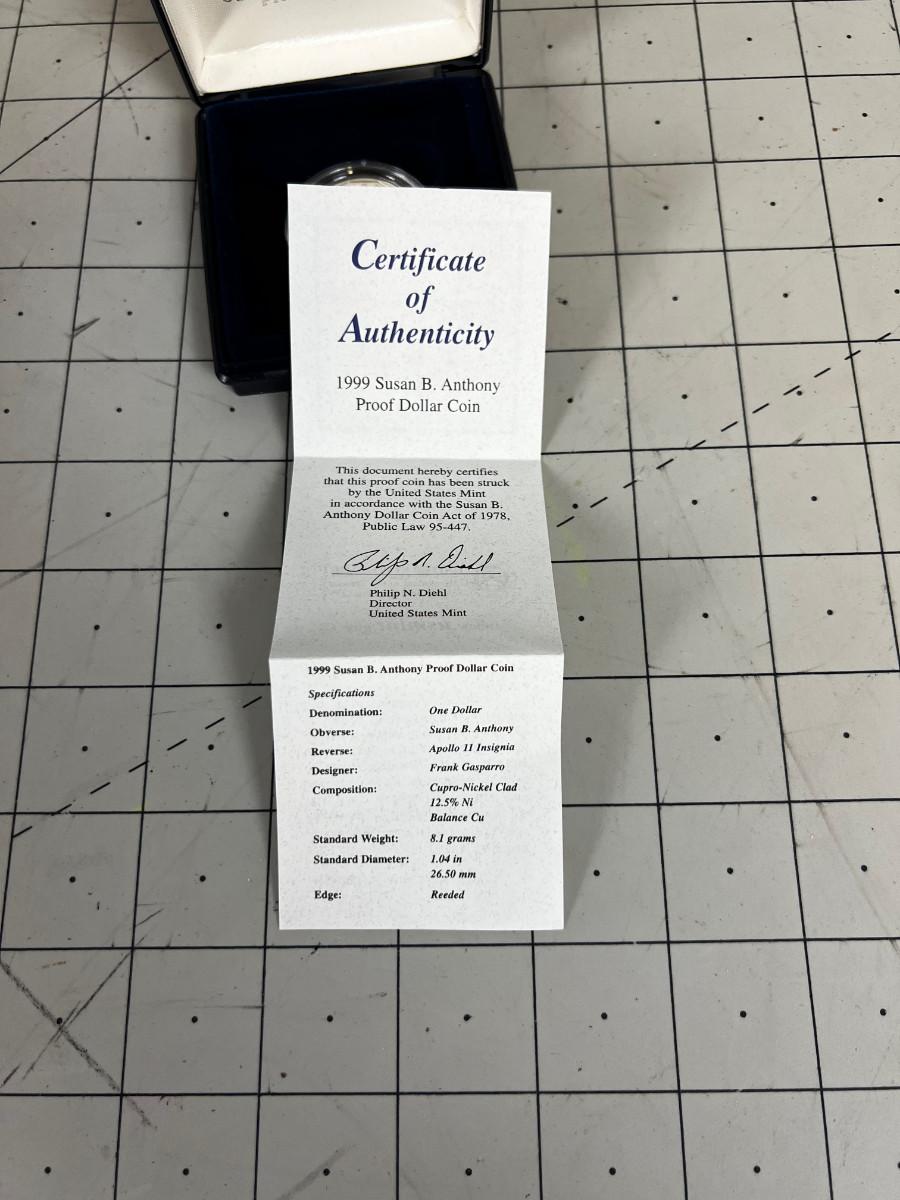 Certificate
of
Authenticity
1999 Susan B. Anthony
Proof Dollar Coin
This document hereby certifies
that this proof coin has been struck
by the United States Mint
in accordance with the Susan B.
Anthony Dollar Coin Act of 1978,
Public Law 95-447.
Philip N. Diehl
Philip N. Diehl
Director
United States Mint
1999 Susan B. Anthony Proof Dollar Coin
Specifications
Denomination: One Dollar
Obverse: Susan B. Anthony
Reverse: Apollo 11 Insignia
Designer: Frank Gasparro
Composition: Cupro-Nickel Clad
12.5% Ni
Balance Cu
Standard Weight: 8.1 grams
Standard Diameter: 1.04 in
26.50 mm
Edge: Reeded